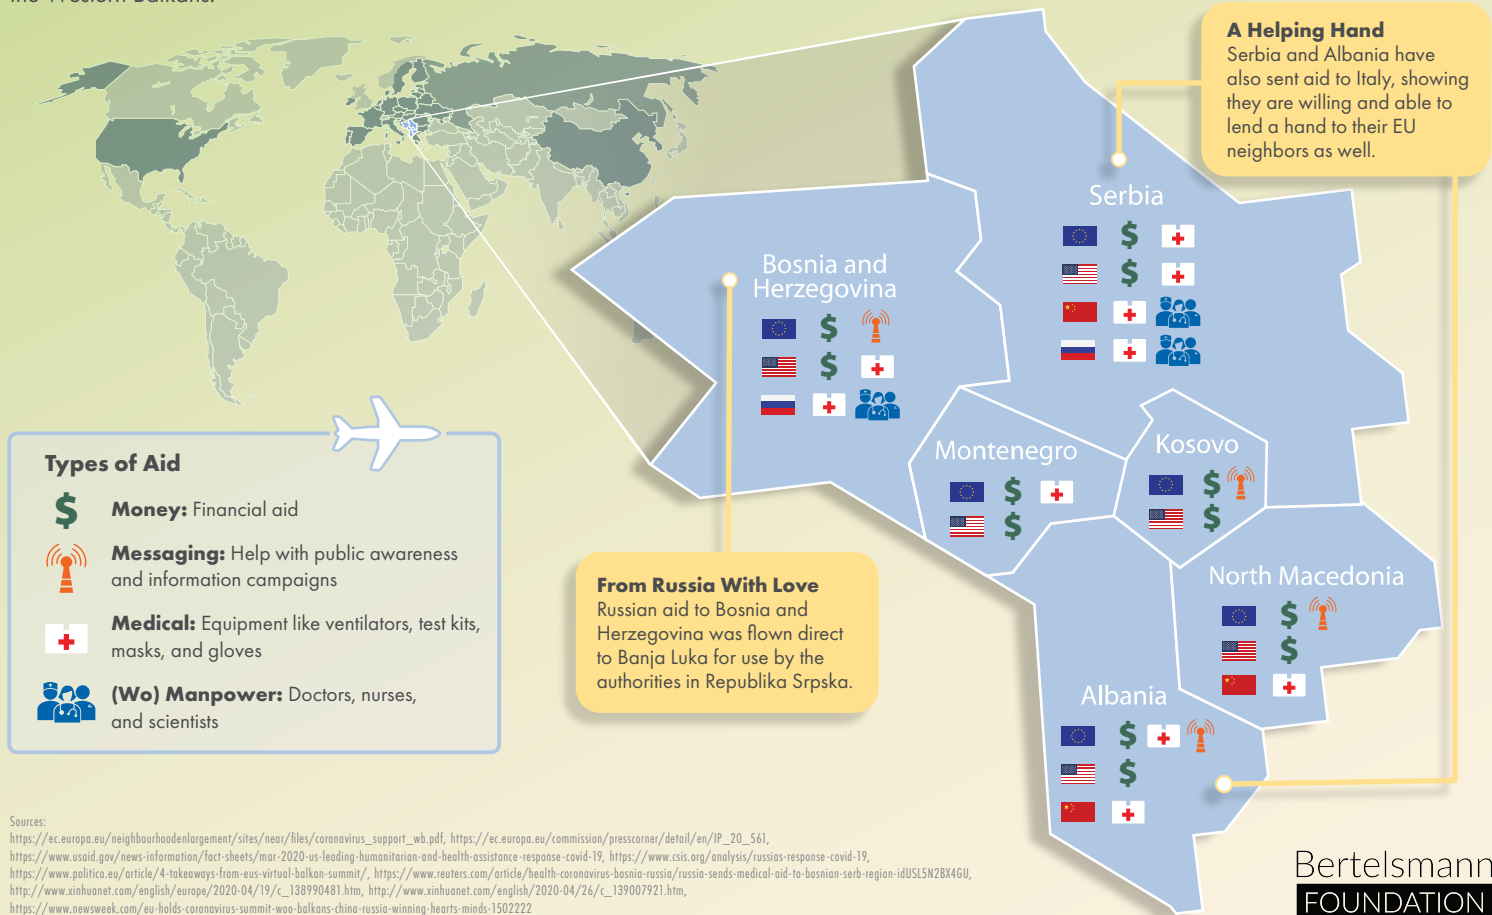 the Western Balkans.
A Helping Hand
Serbia and Albania have
also sent aid to Italy, showing
they are willing and able to
lend a hand to their EU
neighbors as well.
Serbia
Bosnia and
Herzegovina
Montenegro
Kosovo
North Macedonia
Albania
Types of Aid
Money: Financial aid
Messaging: Help with public awareness
and information campaigns
Medical: Equipment like ventilators, test kits,
masks, and gloves
(Wo) Manpower: Doctors, nurses,
and scientists
From Russia With Love
Russian aid to Bosnia and
Herzegovina was flown direct
to Banja Luka for use by the
authorities in Republika Srpska.
Sources:
https://ec.europa.eu/neighbourhoodenlargement/sites/near/files/coronavirus_support_wb.pdf, https://ec.europa.eu/commission/presscorner/detail/en/IP_20_561,
https://www.usaid.gov/news-information/fact-sheets/mar-2020-us-leading-humanitarian-and-health-assistance-response-covid-19, https://www.csis.org/analysis/russias-response-covid-19,
https://www.politico.eu/article/4-takeaways-from-eus-virtual-balkan-summit/, https://www.reuters.com/article/health-coronavirus-bosnia-russia/russia-sends-medical-aid-to-bosnian-serb-region-idUSL5N2BX4GU,
http://www.xinhuanet.com/english/europe/2020-04/19/c_138990481.htm, http://www.xinhuanet.com/english/2020-04/26/c_139007921.htm,
https://www.newsweek.com/eu-holds-coronavirus-summit-woo-balkans-china-russia-winning-hearts-minds-1502222
Bertelsmann
FOUNDATION